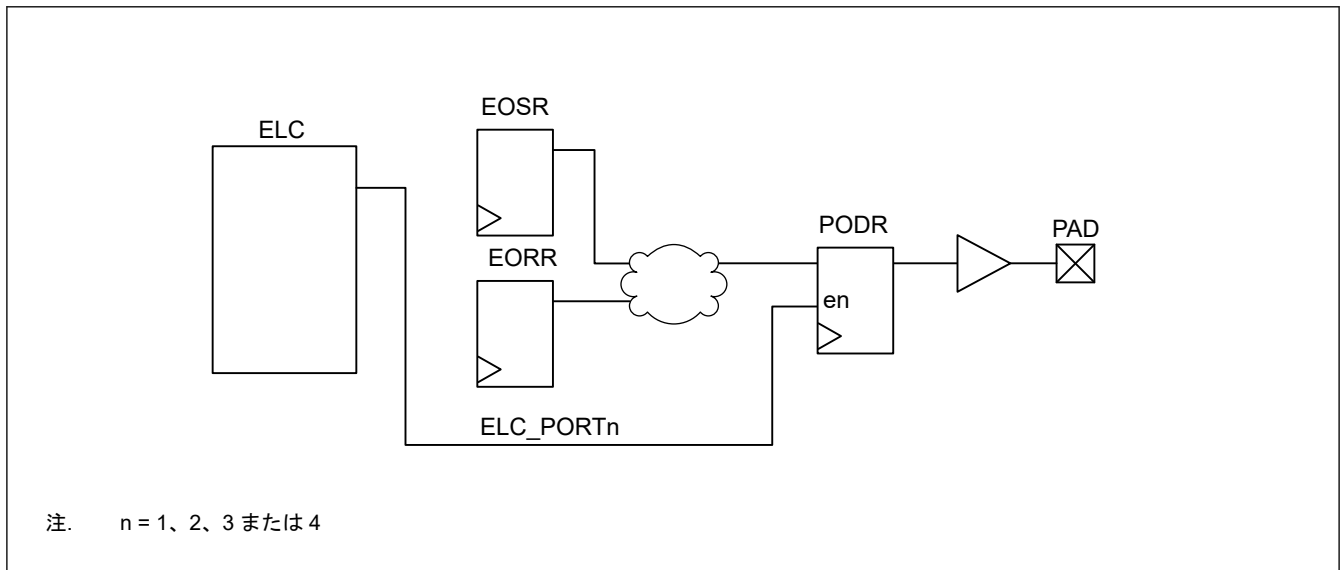 EOSR
ELC
PODR
PAD
EORR
en
ELC_PORTn
注. n = 1、2、3 または 4